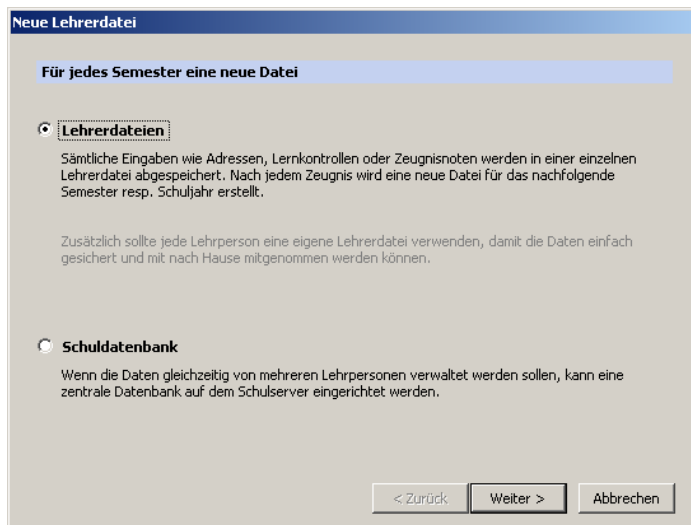 Neue Lehrerdatei
Für jedes Semester eine neue Datei
Lehrerdateien
Sämtliche Eingaben wie Adressen, Lernkontrollen oder Zeugnisnoten werden in einer einzelnen
Lehrerdatei abgespeichert. Nach jedem Zeugnis wird eine neue Datei für das nachfolgende
Semester resp. Schuljahr erstellt.
Zusätzlich sollte jede Lehrperson eine eigene Lehrerdatei verwenden, damit die Daten einfach
gesichert und mit nach Hause mitgenommen werden können.
Schuldatenbank
Wenn die Daten gleichzeitig von mehreren Lehrpersonen verwaltet werden sollen, kann eine
zentrale Datenbank auf dem Schulserver eingerichtet werden.
< Zurück Weiter > Abbrechen